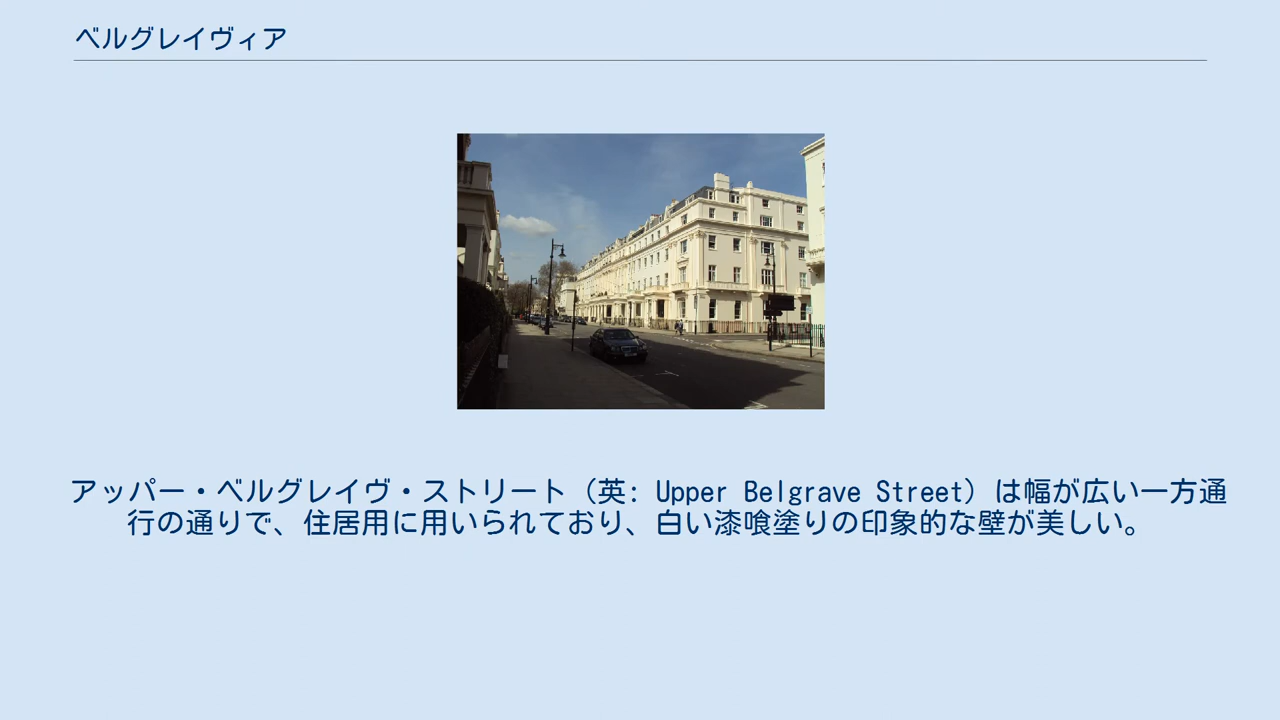 ベルグレイヴィア
アッパー・ベルグレイヴ・ストリート（英: Upper Belgrave Street）は幅が広い一方通
行の通りで、住居用に用いられており、白い漆喰塗りの印象的な壁が美しい。